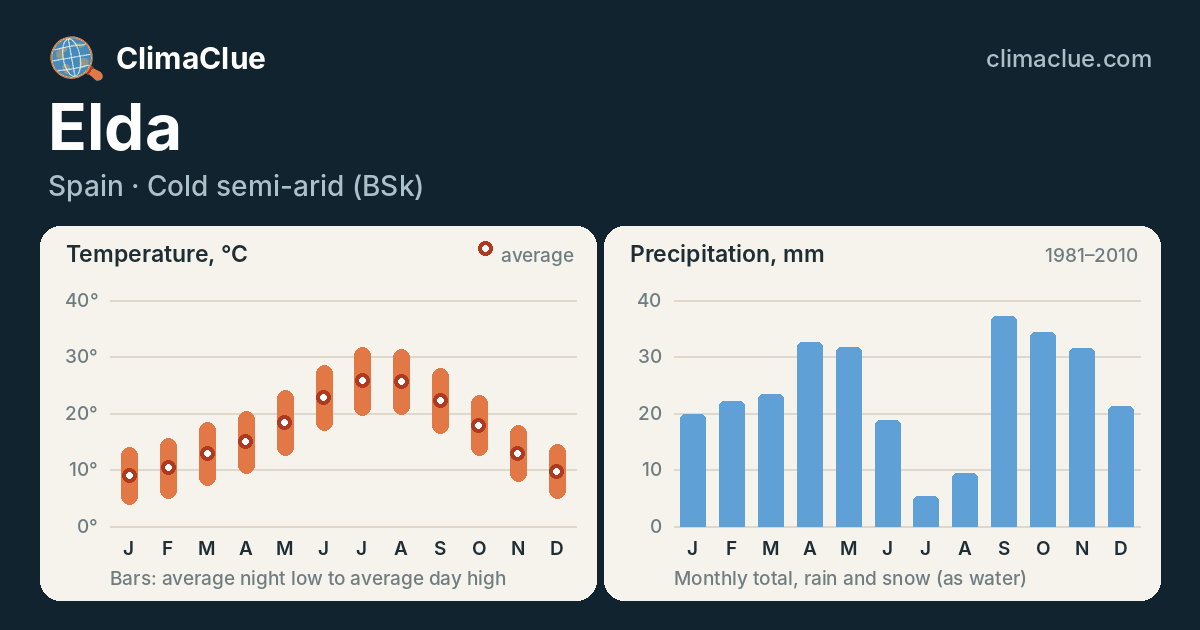 ClimaClue
climaclue.com
Elda
Spain · Cold semi-arid (BSk)
Temperature, °C
average
40°
30°
20°
10°
0°
J F M A M J J A S O N D
Bars: average night low to average day high
Precipitation, mm
1981–2010
40
30
20
10
0
J F M A M J J A S O N D
Monthly total, rain and snow (as water)